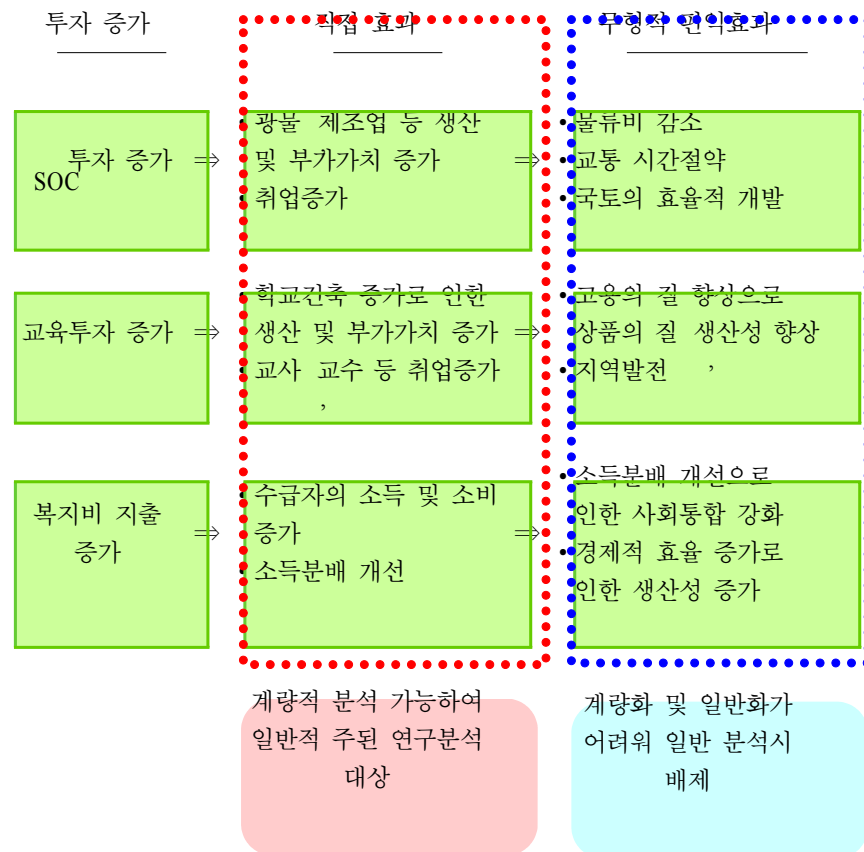 투자 증가
직접 효과
무형적 편익효과
투자 증가 ⇒
SOC
• 광물 제조업 등 생산
및 부가가치 증가 ⇒
• 취업증가
• 물류비 감소
• 교통 시간절약
• 국토의 효율적 개발
교육투자 증가 ⇒
• 학교건축 증가로 인한
생산 및 부가가치 증가 ⇒
• 교사 교수 등 취업증가
,
• 고용의 질 향상으로
상품의 질 생산성 향상
• 지역발전 ,
복지비 지출 ⇒
증가
• 수급자의 소득 및 소비
증가 ⇒
• 소득분배 개선
• 소득분배 개선으로
인한 사회통합 강화
• 경제적 효율 증가로
인한 생산성 증가
계량적 분석 가능하여
일반적 주된 연구분석
대상
계량화 및 일반화가
어려워 일반 분석시
배제